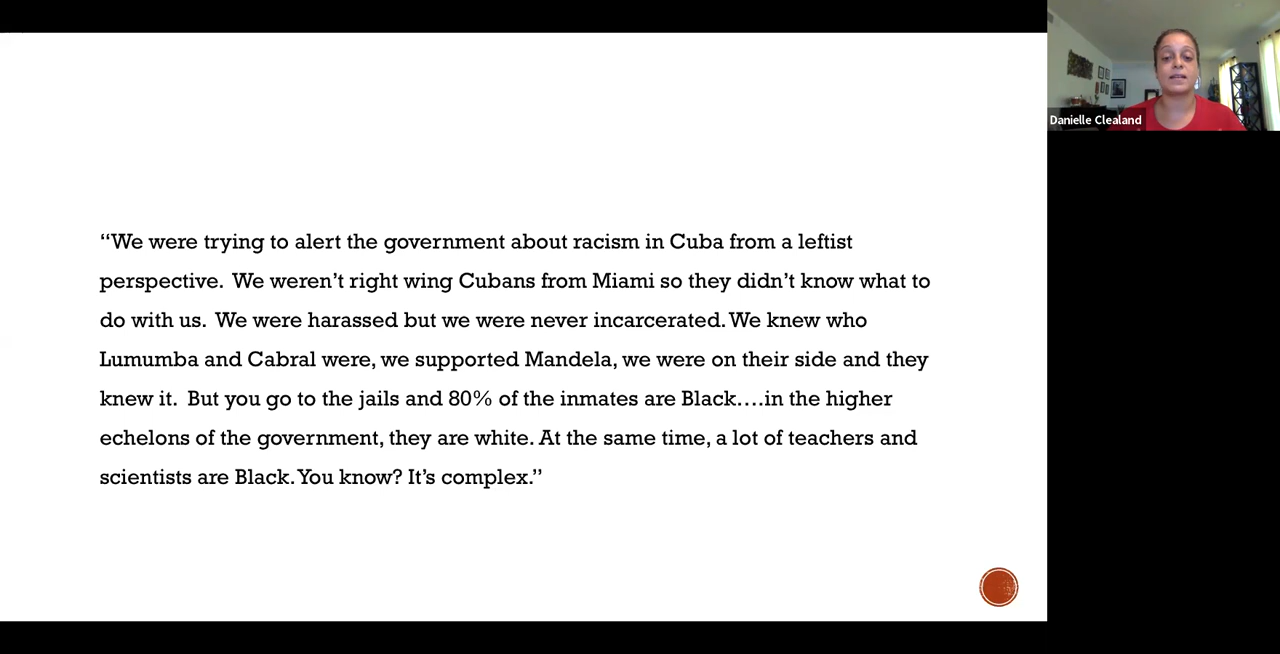 “We were trying to alert the government about racism in Cuba from a leftist
perspective.  We weren’t right wing Cubans from Miami so they didn’t know what to
do with us.  We were harassed but we were never incarcerated. We knew who
Lumumba and Cabral were, we supported Mandela, we were on their side and they
knew it.  But you go to the jails and 80% of the inmates are Black….in the higher
echelons of the government, they are white. At the same time, a lot of teachers and
scientists are Black. You know? It’s complex.”
Danielle Clealand